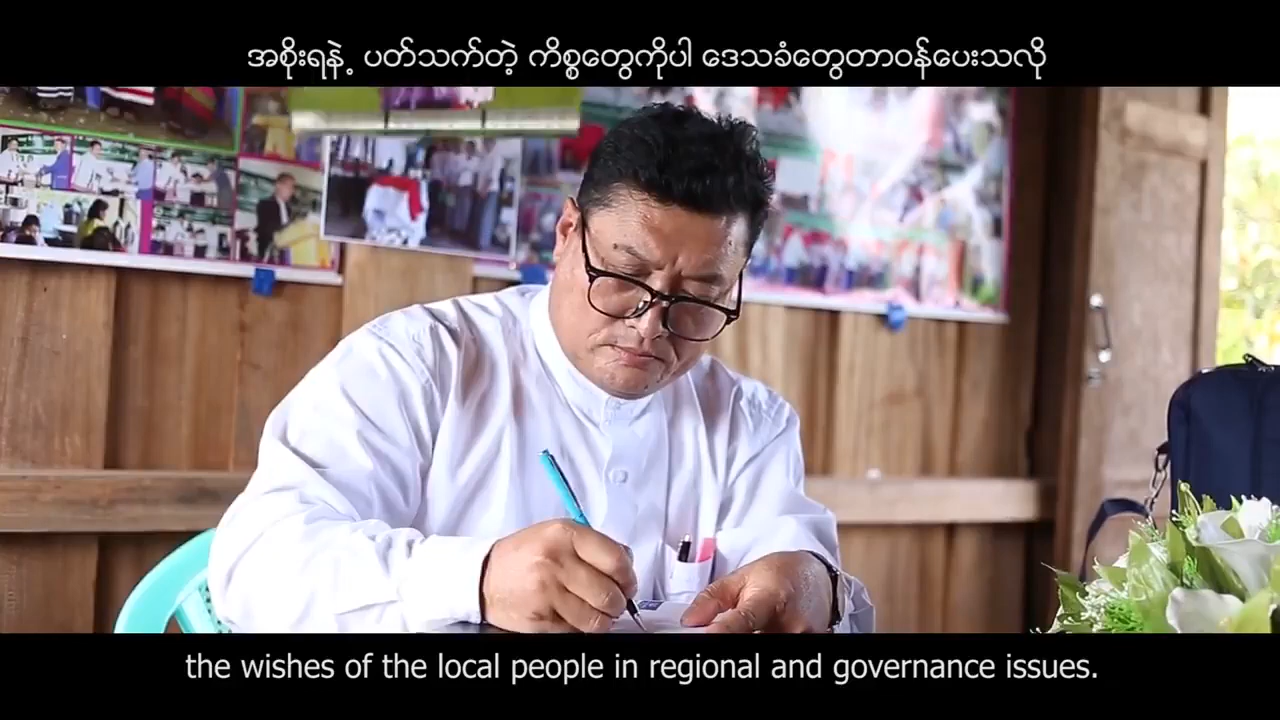 အစိုးရနဲ့ ပတ်သက်တဲ့ ကိစ္စတွေကိုပါ ဒေသခံတွေတာဝန်ပေးသလို
the wishes of the local people in regional and governance issues.